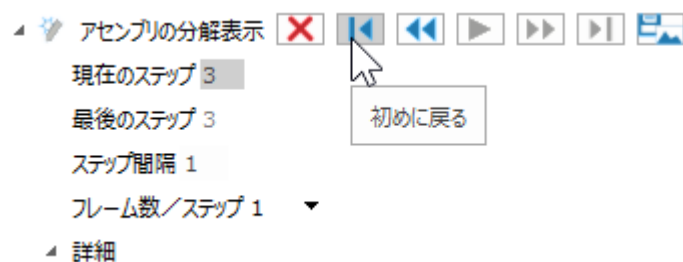 アセンブリの分解表示
現在のステップ 3
初めに戻る
最後のステップ 3
ステップ間隔 1
フレーム数／ステップ 1
詳細